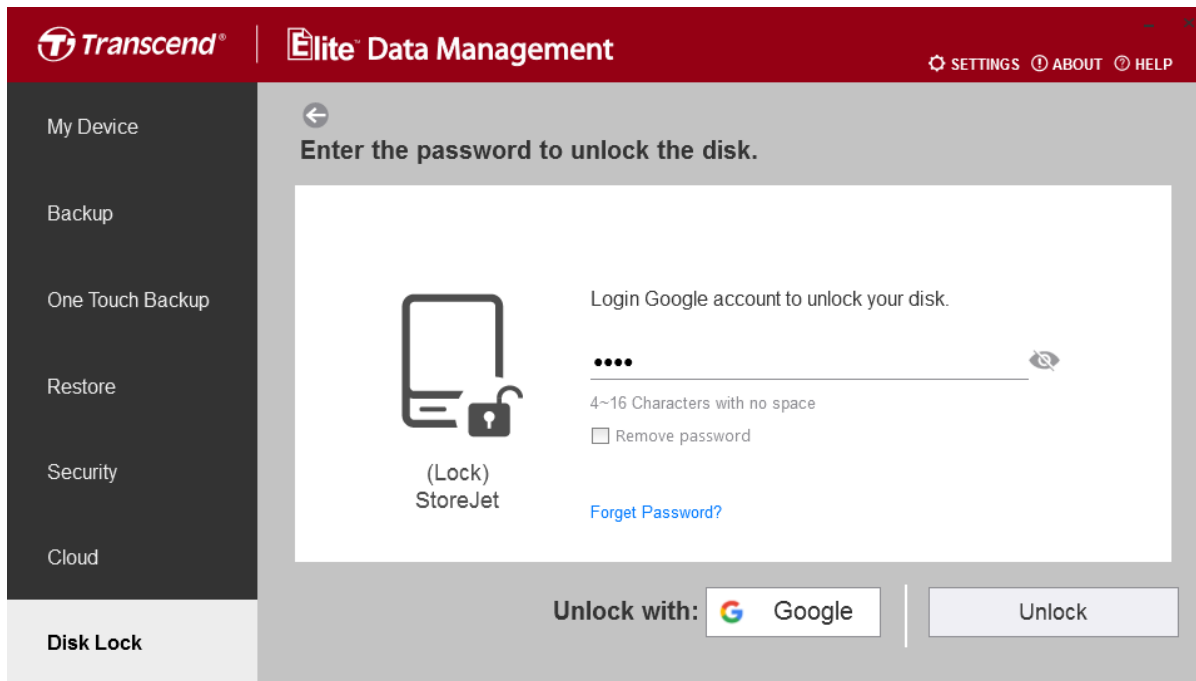 Transcend®
Elite™ Data Management
SETTINGS ABOUT HELP
My Device
Backup
One Touch Backup
Restore
Security
Cloud
Disk Lock
Enter the password to unlock the disk.
Login Google account to unlock your disk.
••••
4~16 Characters with no space
Remove password
(Lock)
StoreJet
Forget Password?
Unlock with: Google
Unlock